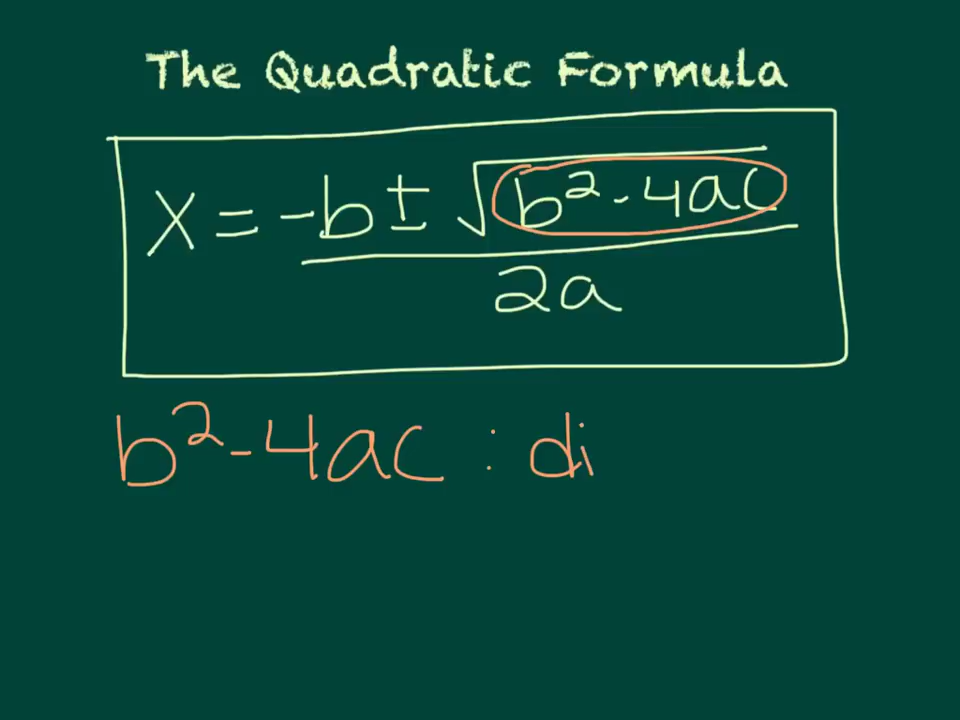 The Quadratic Formula
X = -b ± √b² - 4ac
2a
b² - 4ac : di